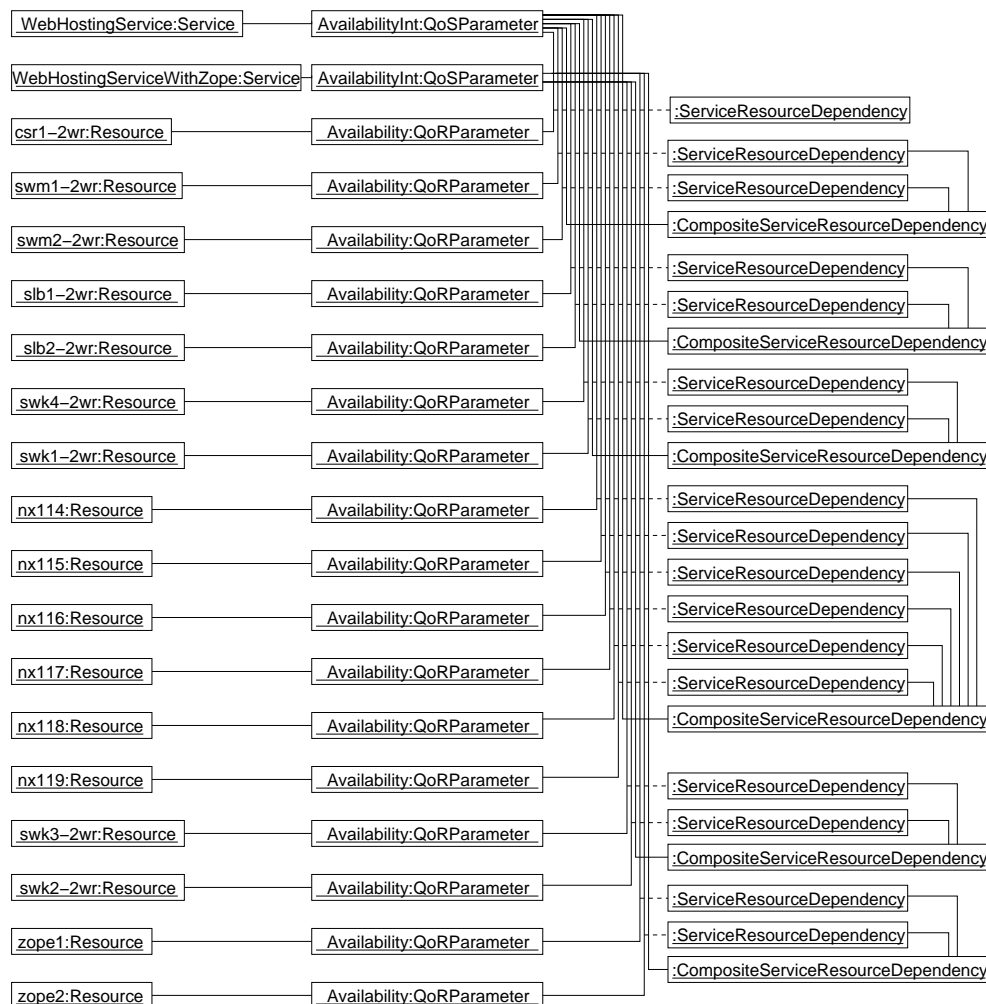 WebHostingService:Service
AvailabilityInt:QoSParameter
WebHostingServiceWithZope:Service
AvailabilityInt:QoSParameter
:ServiceResourceDependency
csr1−2wr:Resource
Availability:QoRParameter
:ServiceResourceDependency
swm1−2wr:Resource
Availability:QoRParameter
:ServiceResourceDependency
:CompositeServiceResourceDependency
swm2−2wr:Resource
Availability:QoRParameter
:ServiceResourceDependency
slb1−2wr:Resource
Availability:QoRParameter
:ServiceResourceDependency
:CompositeServiceResourceDependency
slb2−2wr:Resource
Availability:QoRParameter
:ServiceResourceDependency
swk4−2wr:Resource
Availability:QoRParameter
:ServiceResourceDependency
:CompositeServiceResourceDependency
swk1−2wr:Resource
Availability:QoRParameter
:ServiceResourceDependency
nx114:Resource
Availability:QoRParameter
:ServiceResourceDependency
nx115:Resource
Availability:QoRParameter
:ServiceResourceDependency
:ServiceResourceDependency
nx116:Resource
Availability:QoRParameter
:ServiceResourceDependency
nx117:Resource
Availability:QoRParameter
:ServiceResourceDependency
:CompositeServiceResourceDependency
nx118:Resource
Availability:QoRParameter
nx119:Resource
Availability:QoRParameter
:ServiceResourceDependency
:ServiceResourceDependency
swk3−2wr:Resource
Availability:QoRParameter
:CompositeServiceResourceDependency
swk2−2wr:Resource
Availability:QoRParameter
:ServiceResourceDependency
:ServiceResourceDependency
zope1:Resource
Availability:QoRParameter
:CompositeServiceResourceDependency
zope2:Resource
Availability:QoRParameter